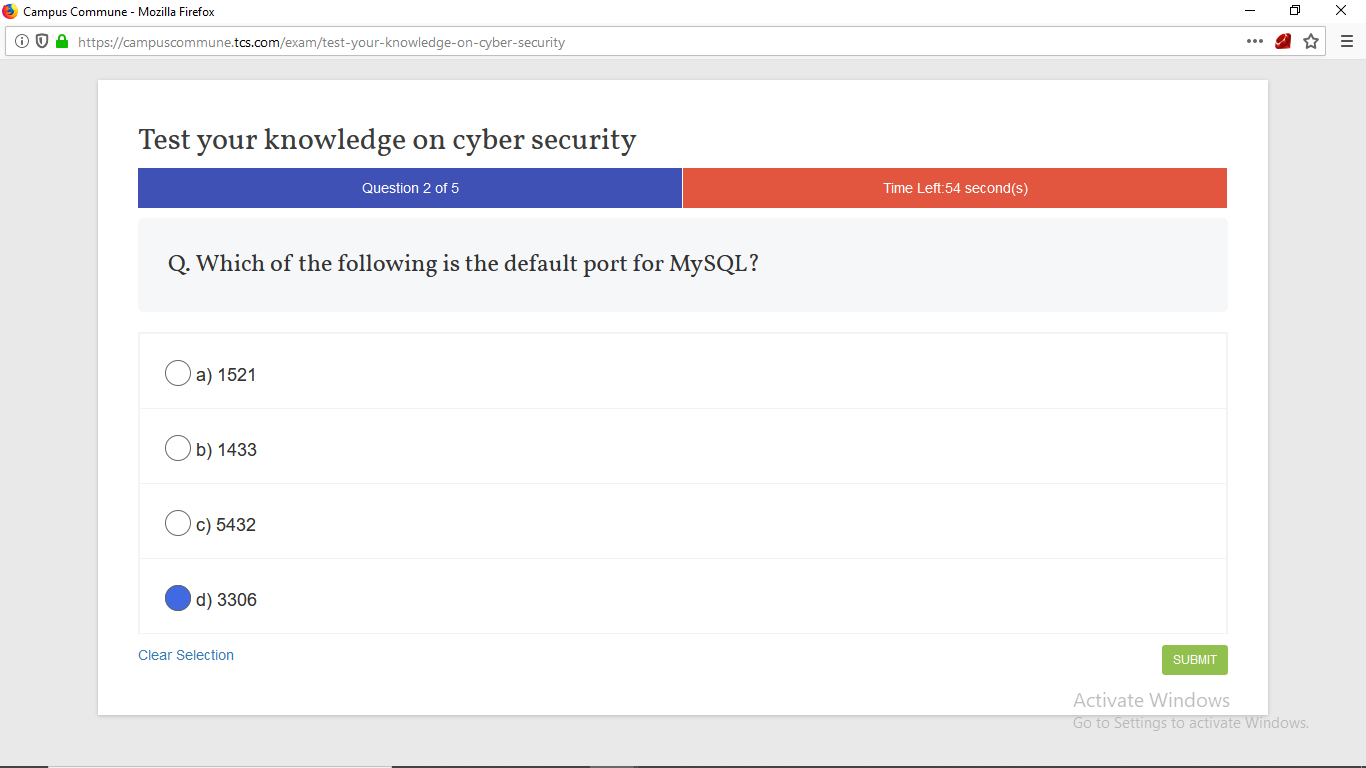 Campus Commune - Mozilla Firefox
https://campuscommune.tcs.com/exam/test-your-knowledge-on-cyber-security
Test your knowledge on cyber security
Question 2 of 5
Time Left:54 second(s)
Q. Which of the following is the default port for MySQL?
a) 1521
b) 1433
c) 5432
d) 3306
Clear Selection
SUBMIT
Activate Windows
Go to Settings to activate Windows.